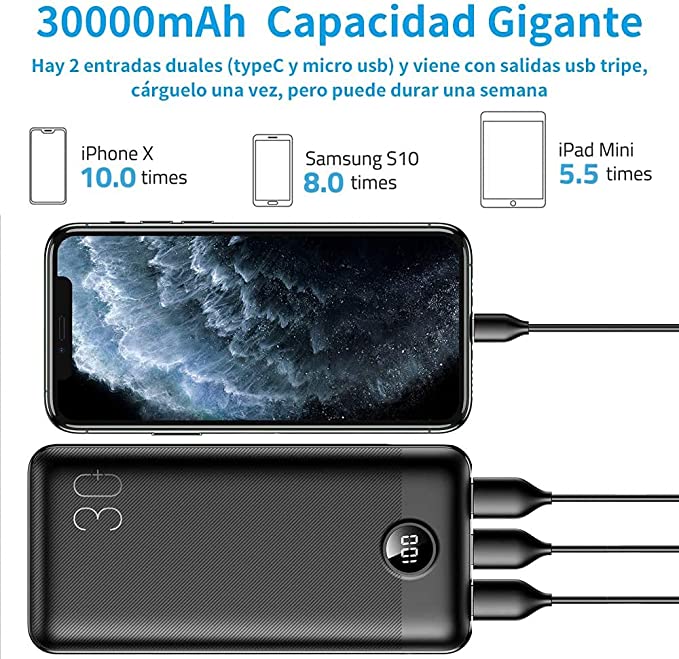 30000mAh Capacidad Gigante
Hay 2 entradas duales (typeC y micro usb) y viene con salidas usb tripe,
cárguelo una vez, pero puede durar una semana
iPhone X
10.0 times
Samsung S10
8.0 times
iPad Mini
5.5 times
30+
100